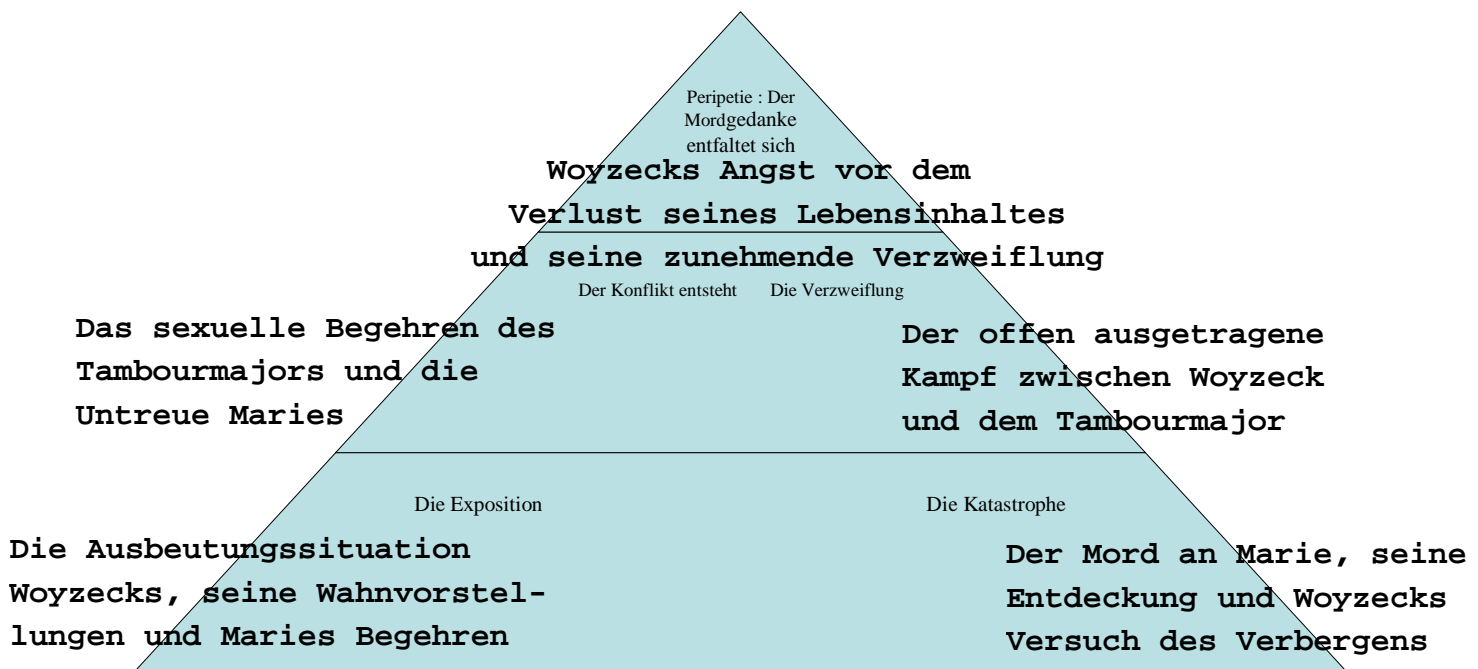 Peripetie : Der
Mordgedanke
entfaltet sich
Woyzecks Angst vor dem
Verlust seines Lebensinhaltes
und seine zunehmende Verzweiflung
Der Konflikt entsteht
Die Verzweiflung
Das sexuelle Begehren des
Tambourmajors und die
Untreue Maries
Der offen ausgetragene
Kampf zwischen Woyzeck
und dem Tambourmajor
Die Exposition
Die Katastrophe
Die Ausbeutungssituation
Woyzecks, seine Wahnvorstel-
lungen und Maries Begehren
Der Mord an Marie, seine
Entdeckung und Woyzecks
Versuch des Verbergens